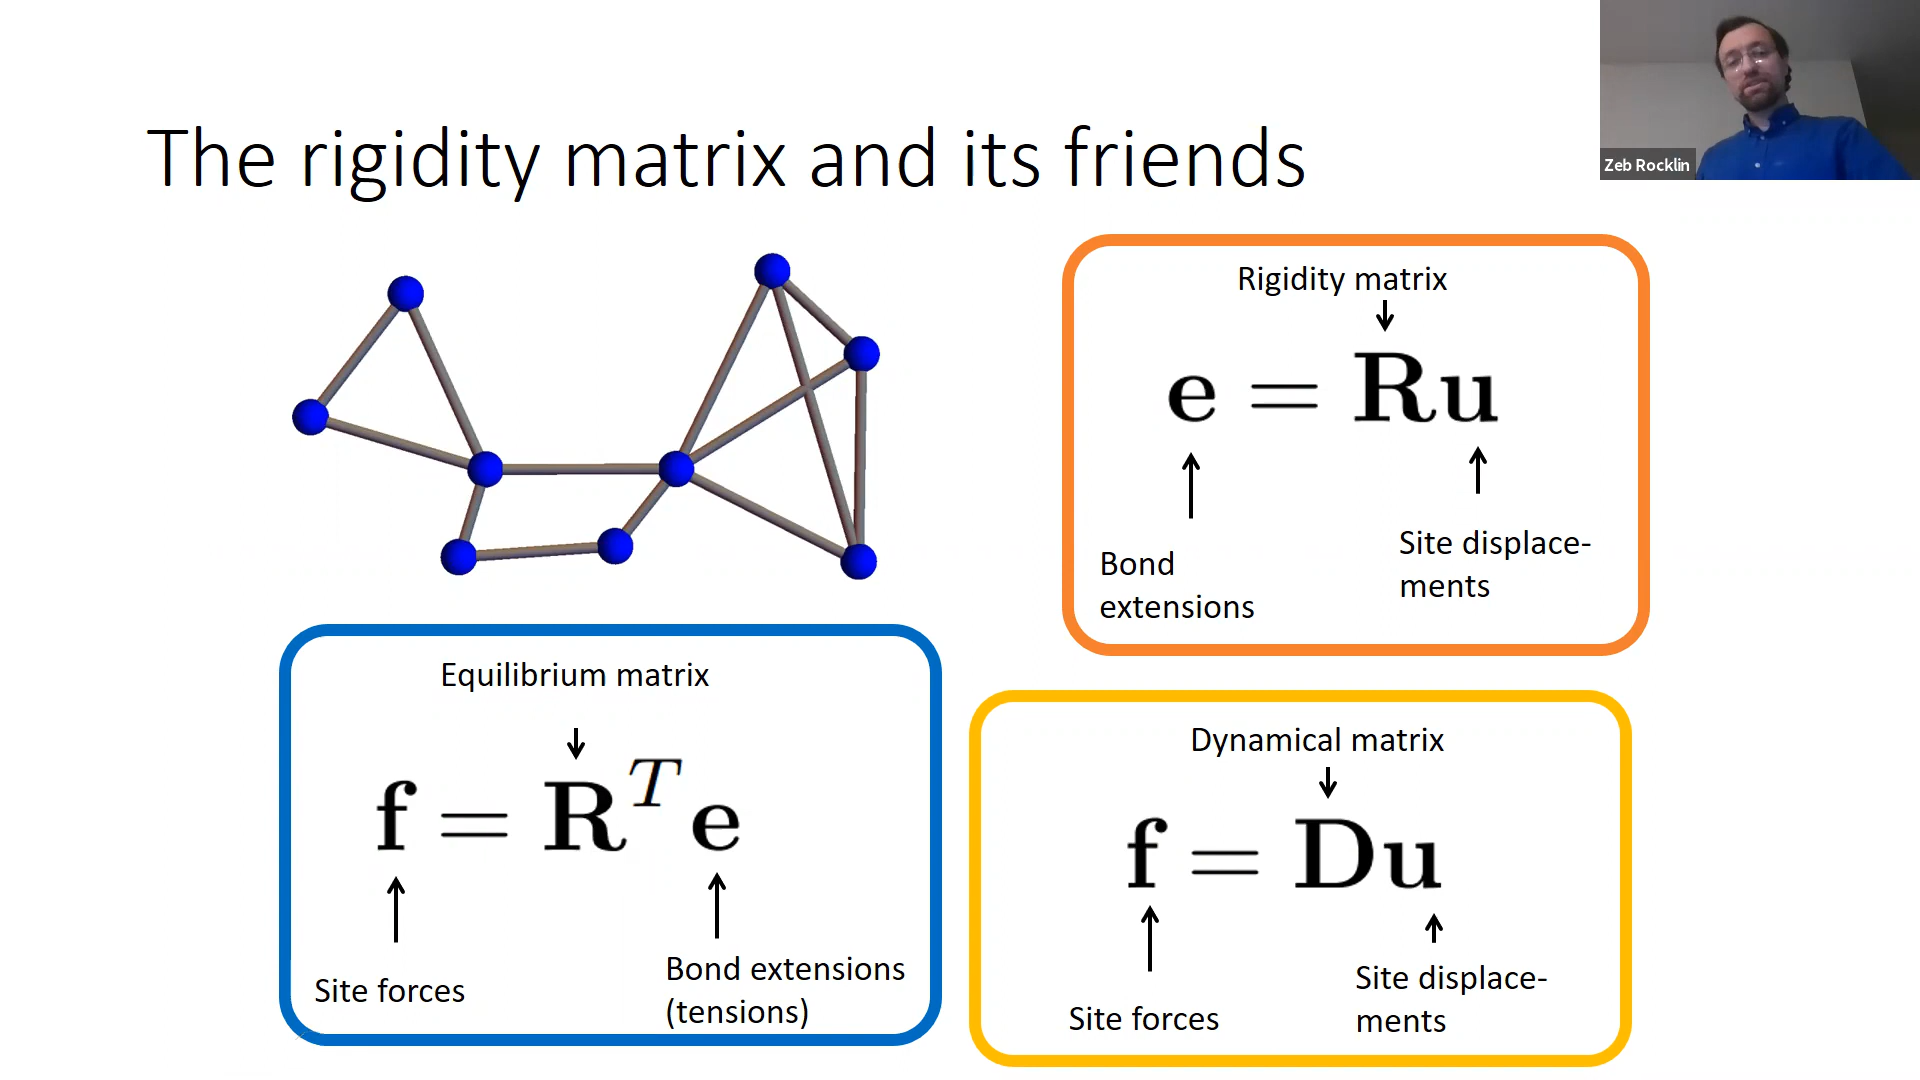 The rigidity matrix and its friends
Zeb Rocklin
Rigidity matrix
e = Ru
Bond
extensions
Site displace-
ments
Equilibrium matrix
f = R^T e
Site forces
Bond extensions
(tensions)
Dynamical matrix
f = Du
Site forces
Site displace-
ments